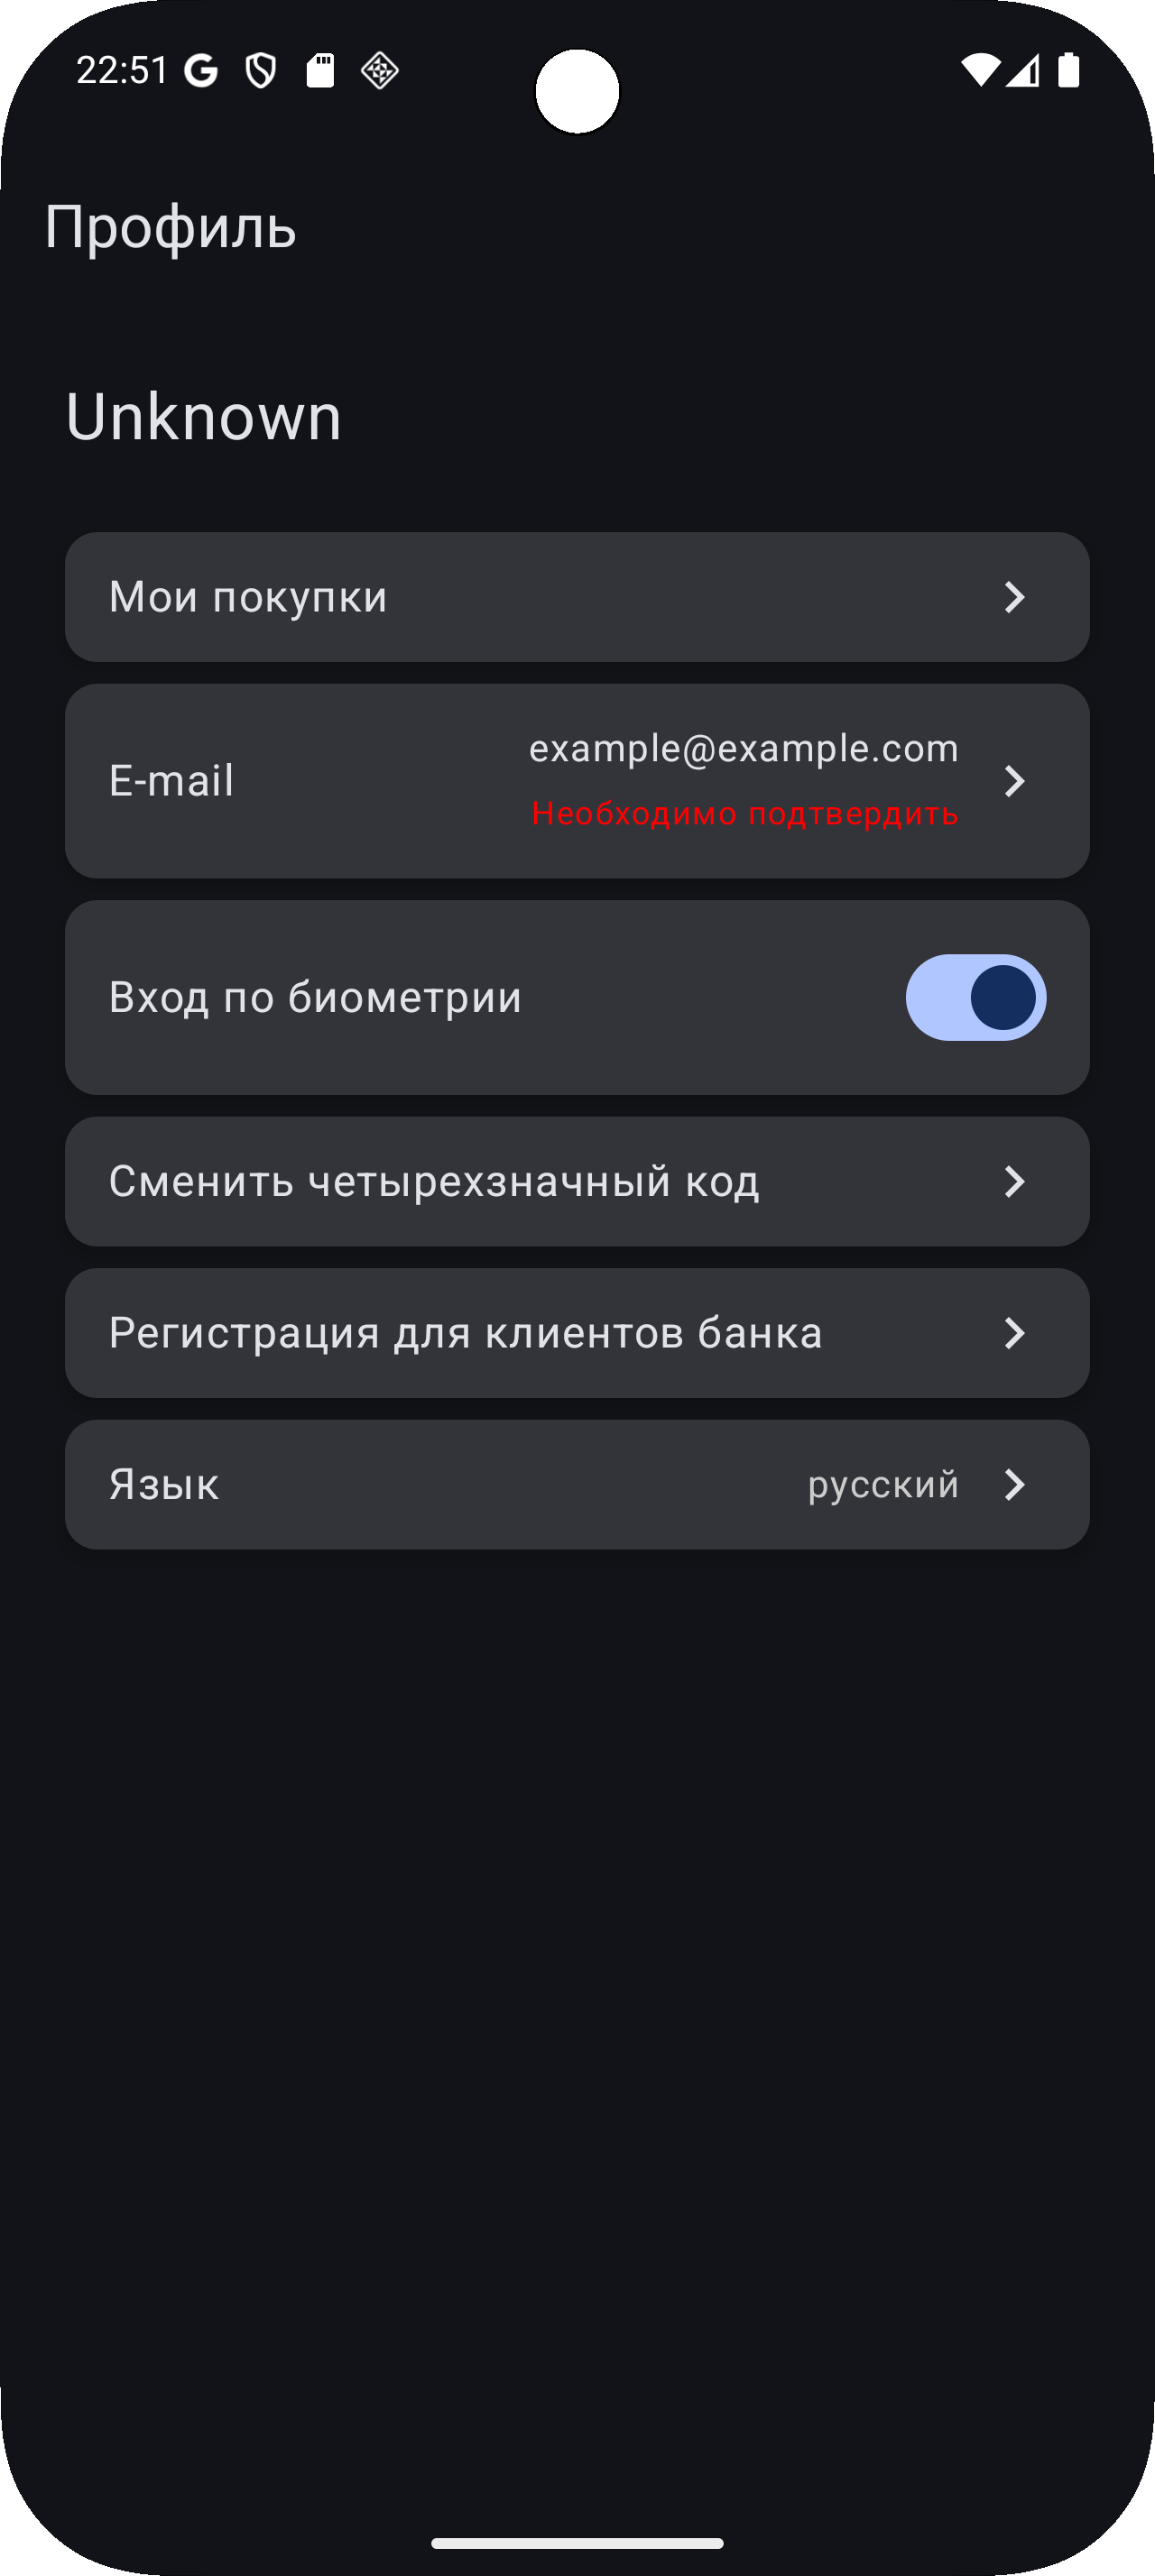 22:51
Профиль
Unknown
Мои покупки
E-mail
example@example.com
Необходимо подтвердить
Вход по биометрии
Сменить четырехзначный код
Регистрация для клиентов банка
Язык
русский